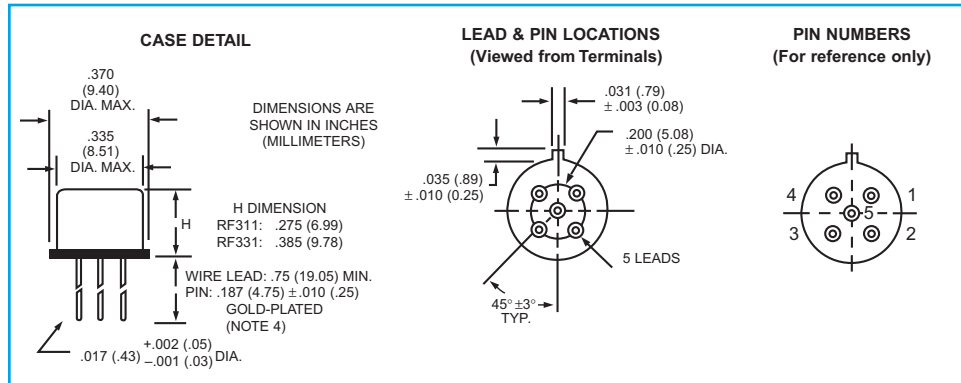 CASE DETAIL
.370
(9.40)
DIA. MAX.
.335
(8.51)
DIA. MAX.
DIMENSIONS ARE
SHOWN IN INCHES
(MILLIMETERS)
H
H DIMENSION
RF311: .275 (6.99)
RF331: .385 (9.78)
WIRE LEAD: .75 (19.05) MIN.
PIN: .187 (4.75) ±.010 (.25)
GOLD-PLATED
(NOTE 4)
.017 (.43) +.002 (.05) –.001 (.03) DIA.
LEAD & PIN LOCATIONS
(Viewed from Terminals)
.031 (.79)
± .003 (0.08)
.200 (5.08)
± .010 (.25) DIA.
.035 (.89)
± .010 (0.25)
5 LEADS
45° ±3°
TYP.
PIN NUMBERS
(For reference only)
4 1
5
3 2